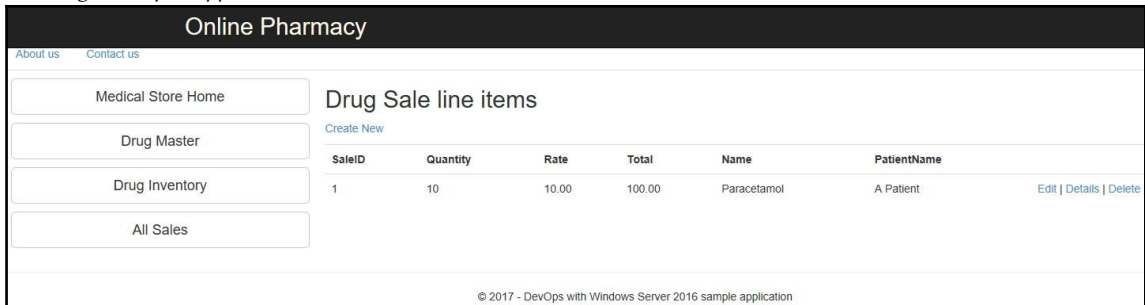 Online Pharmacy
About us Contact us
Medical Store Home
Drug Master
Drug Inventory
All Sales
Drug Sale line items
Create New
SaleID Quantity Rate Total Name PatientName
1 10 10.00 100.00 Paracetamol A Patient Edit | Details | Delete
© 2017 - DevOps with Windows Server 2016 sample application